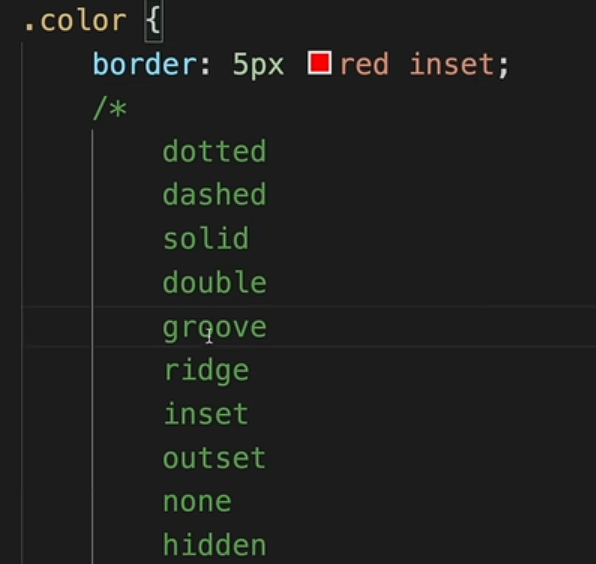 .color {
border: 5px red inset;
/*
dotted
dashed
solid
double
groove
ridge
inset
outset
none
hidden